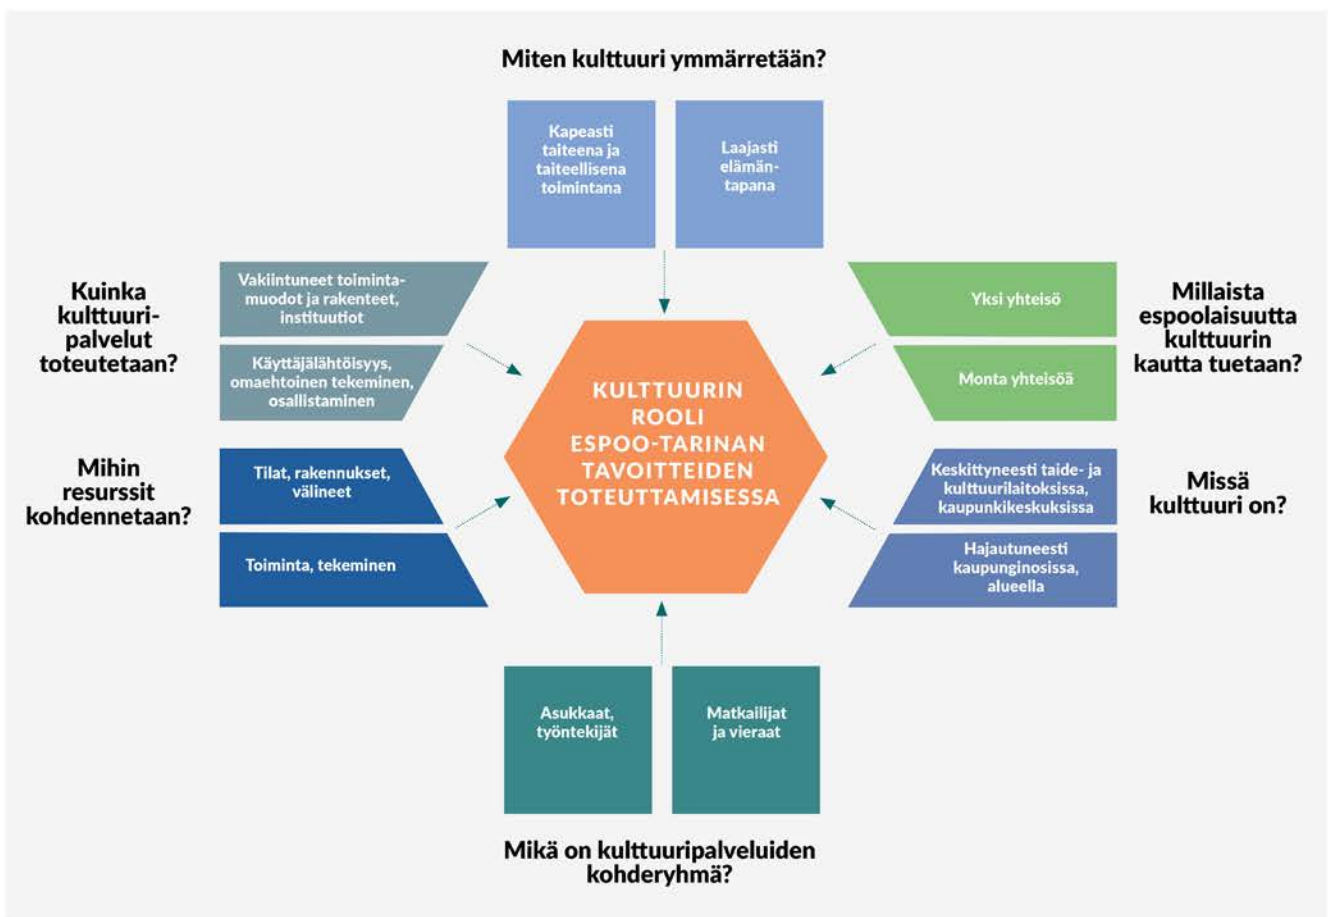 Miten kulttuuri ymmärretään?
Kapeasti
taiteena ja
taiteellisena
toimintana
Laajasti
elämän-
tapana
Kuinka
kulttuuri-
palvelut
toteutetaan?
Vakiintuneet toiminta-
muodot ja rakenteet,
instituutiot
Käyttäjälähtöisyys,
omaehtoinen tekeminen,
osallistaminen
Yksi yhteisö
Monta yhteisöä
Millaista
espoolaisuutta
kulttuurin
kautta tuetaan?
KULTTUURIN
ROOLI
ESPOO-TARINAN
TAVOITTEIDEN
TOTEUTTAMISESSA
Mihin
resurssit
kohdennetaan?
Tilat, rakennukset,
välineet
Toiminta, tekeminen
Keskittyneesti taide- ja
kulttuurilaitoksissa,
kaupunkikeskuksissa
Hajautuneesti
kaupunginosissa,
alueella
Missä
kulttuuri on?
Asukkaat,
työntekijät
Matkailijat
ja vieraat
Mikä on kulttuuripalveluiden
kohderyhmä?